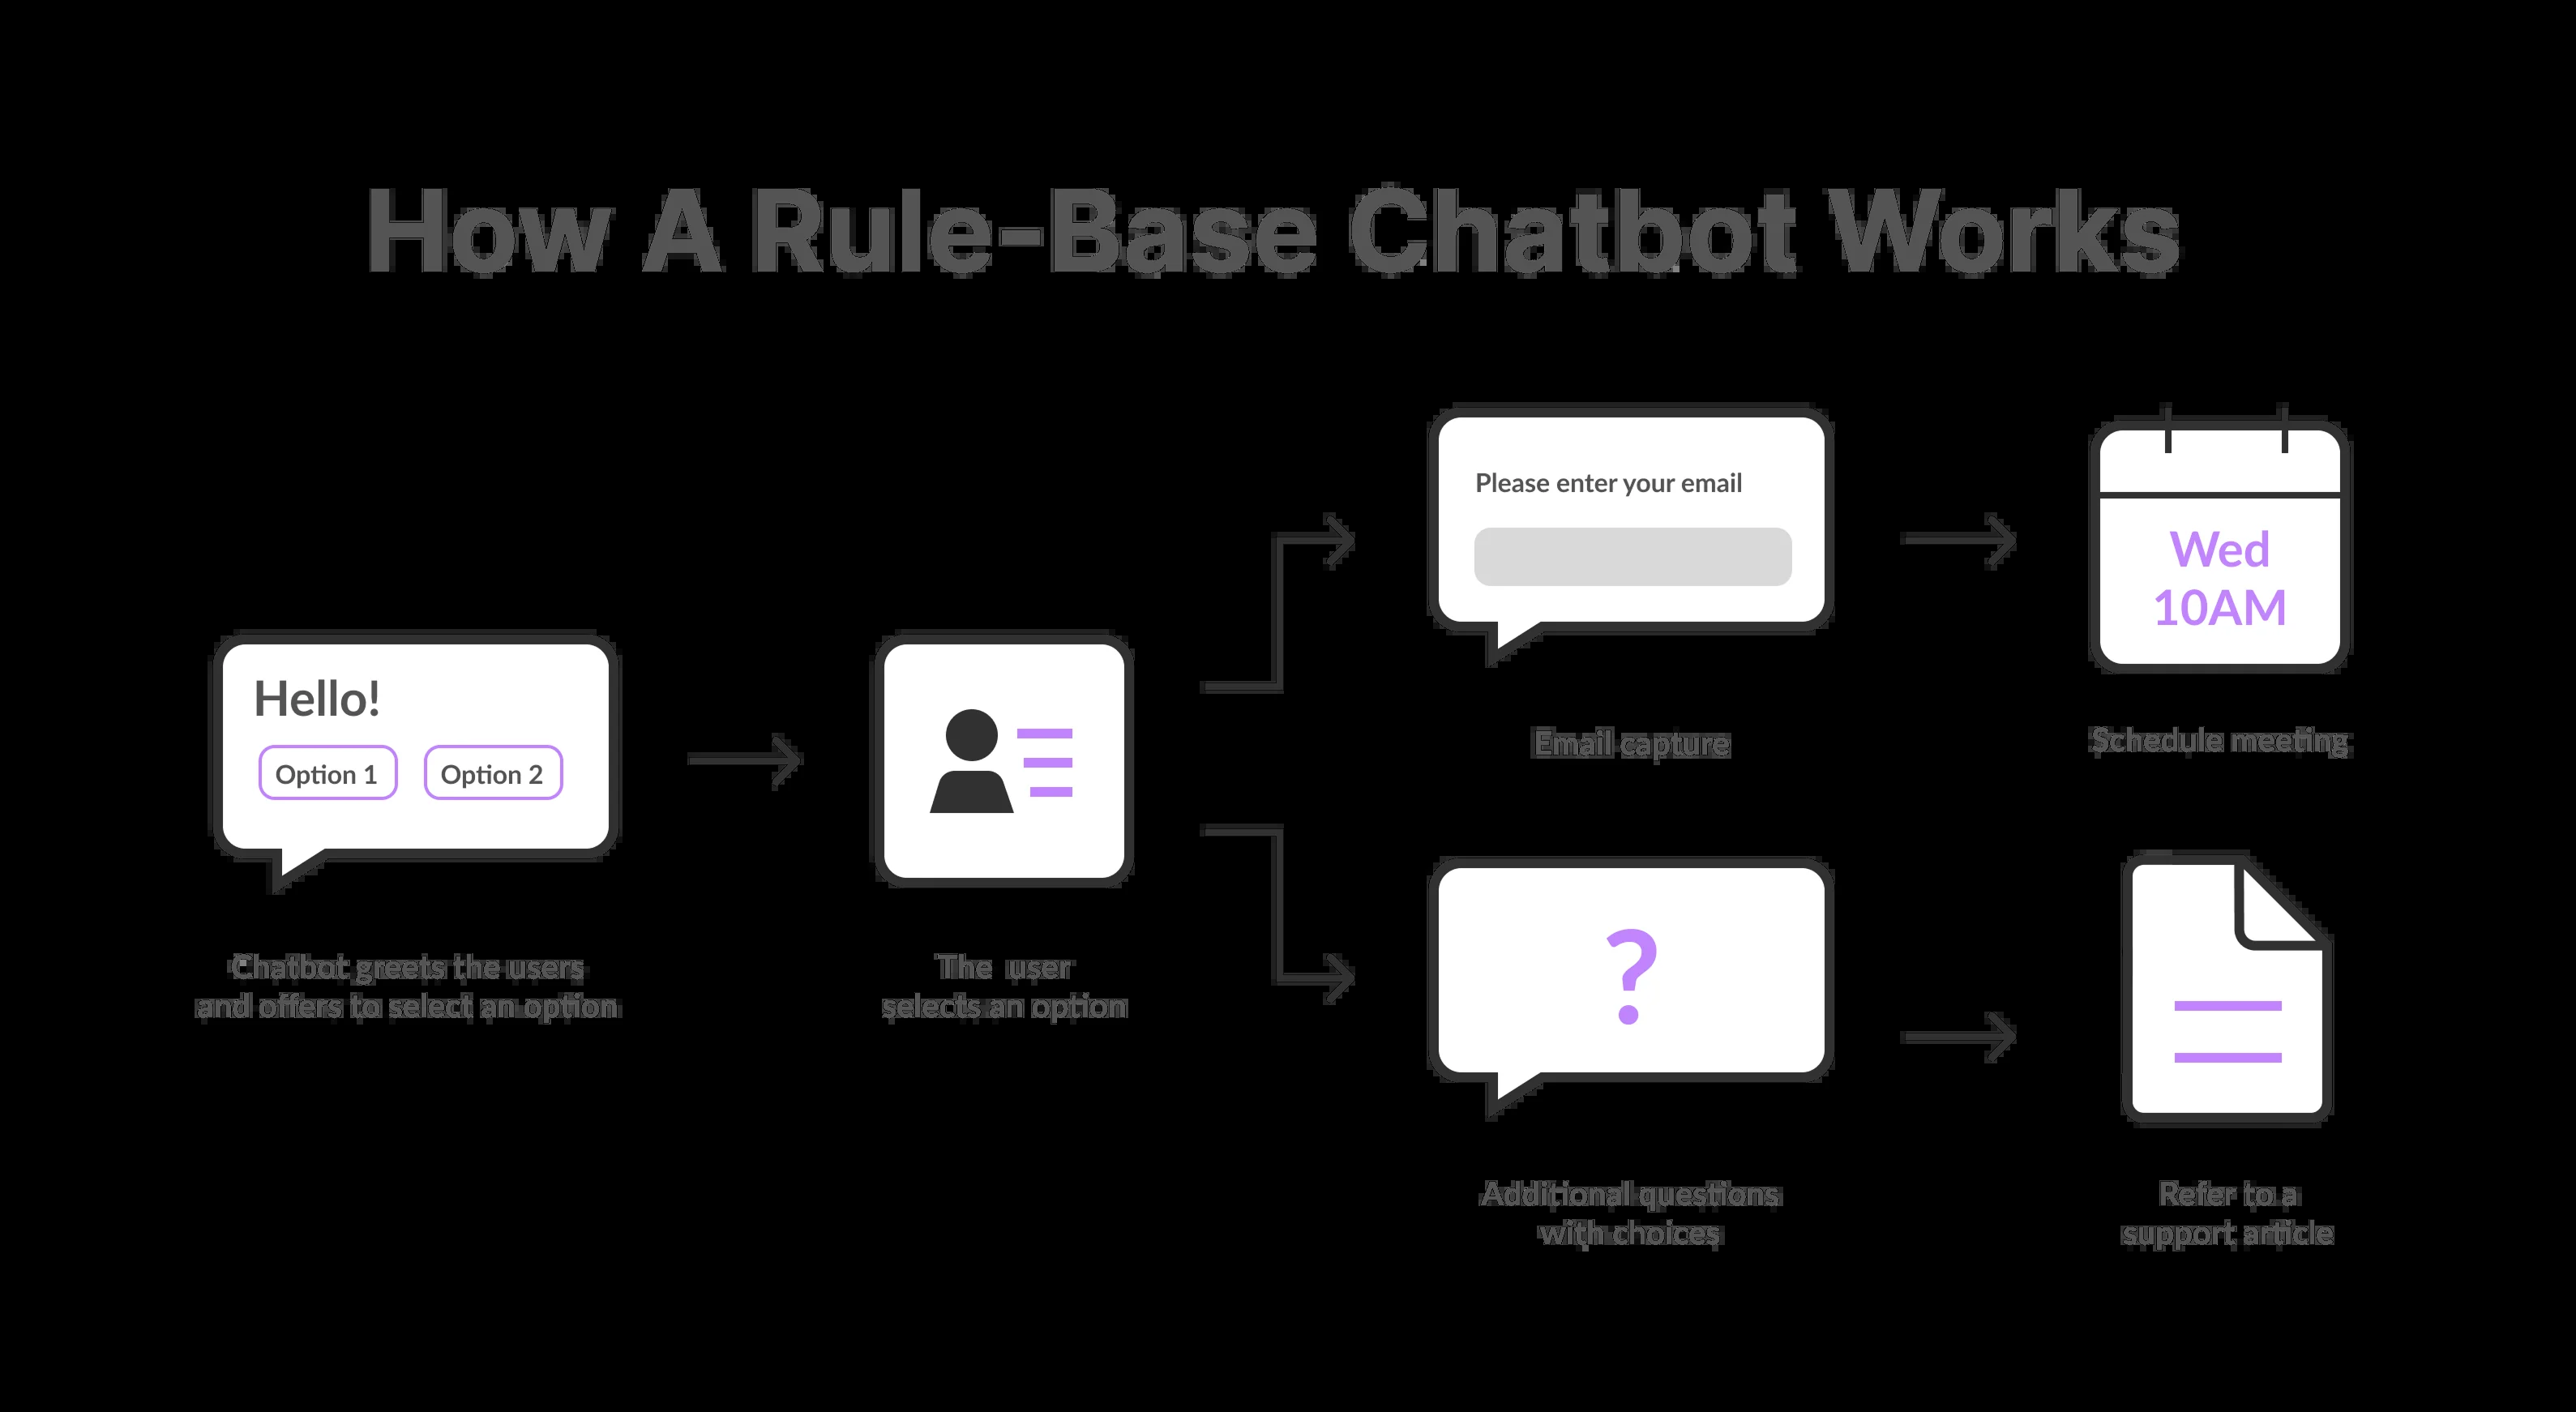 How A Rule-Base Chatbot Works
Hello!
Option 1 Option 2
Chatbot greets the users
and offers to select an option
The user
selects an option
Please enter your email
Email capture
Wed
10AM
Schedule meeting
?
Additional questions
with choices
Refer to a
support article